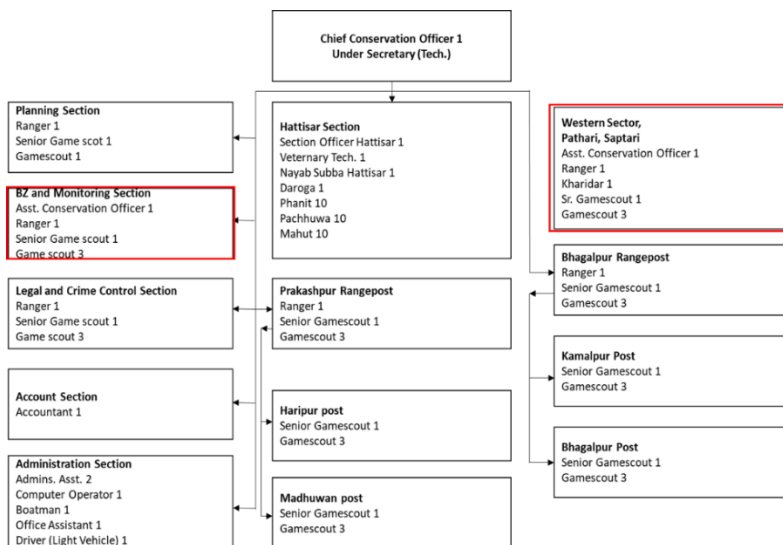 Chief Conservation Officer 1
Under Secretary (Tech.)
Planning Section
Ranger 1
Senior Game scot 1
Gamescout 1
BZ and Monitoring Section
Asst. Conservation Officer 1
Ranger 1
Senior Game scout 1
Game scout 3
Legal and Crime Control Section
Ranger 1
Senior Game scout 1
Game scout 3
Account Section
Accountant 1
Administration Section
Admins. Asst. 2
Computer Operator 1
Boatman 1
Office Assistant 1
Driver (Light Vehicle) 1
Hattisar Section
Section Officer Hattisar 1
Veternary Tech. 1
Nayab Subba Hattisar 1
Daroga 1
Phanit 10
Pachhuwa 10
Mahut 10
Prakashpur Rangepost
Ranger 1
Senior Gamescout 1
Gamescout 3
Haripur post
Senior Gamescout 1
Gamescout 3
Madhuwan post
Senior Gamescout 1
Gamescout 3
Western Sector,
Pathari, Saptari
Asst. Conservation Officer 1
Ranger 1
Kharidar 1
Sr. Gamescout 1
Gamescout 3
Bhagalpur Rangepost
Ranger 1
Senior Gamescout 1
Gamescout 3
Kamalpur Post
Senior Gamescout 1
Gamescout 3
Bhagalpur Post
Senior Gamescout 1
Gamescout 3